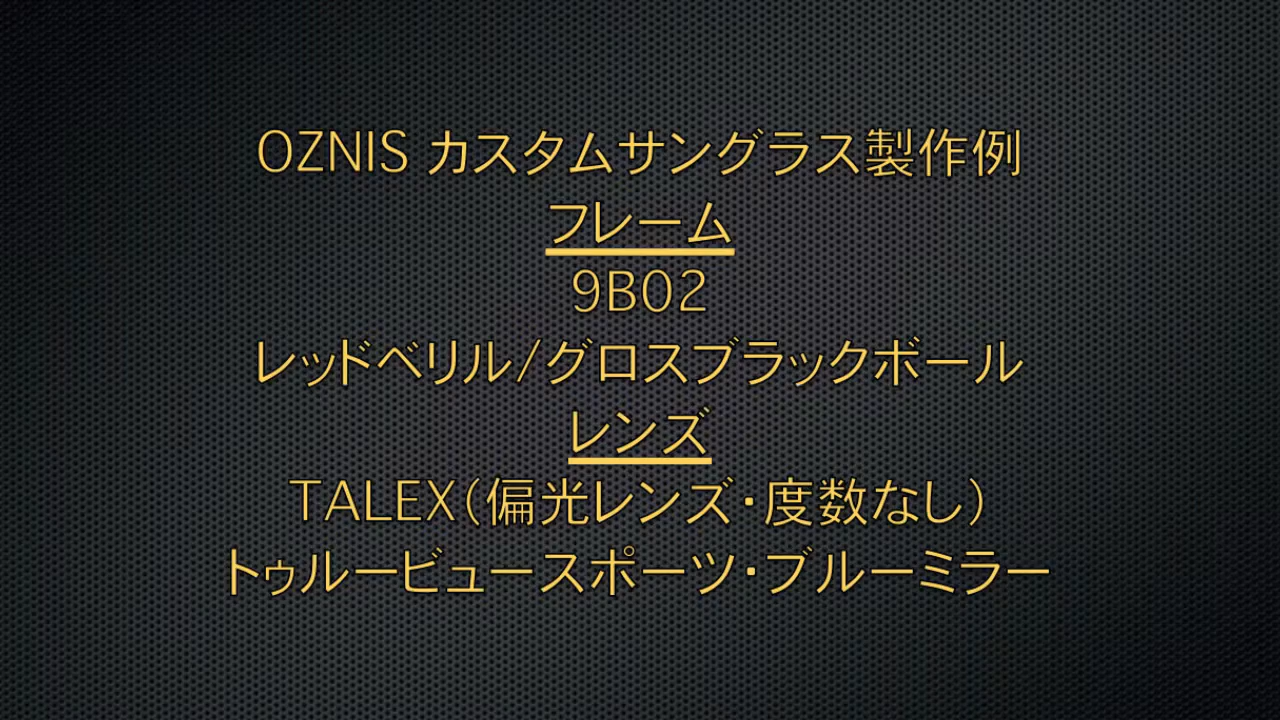 OZNIS カスタムサングラス製作例
フレーム
9B02
レッドベリル/グロスブラックボール
レンズ
TALEX(偏光レンズ・度数なし)
トゥルービュースポーツ・ブルーミラー